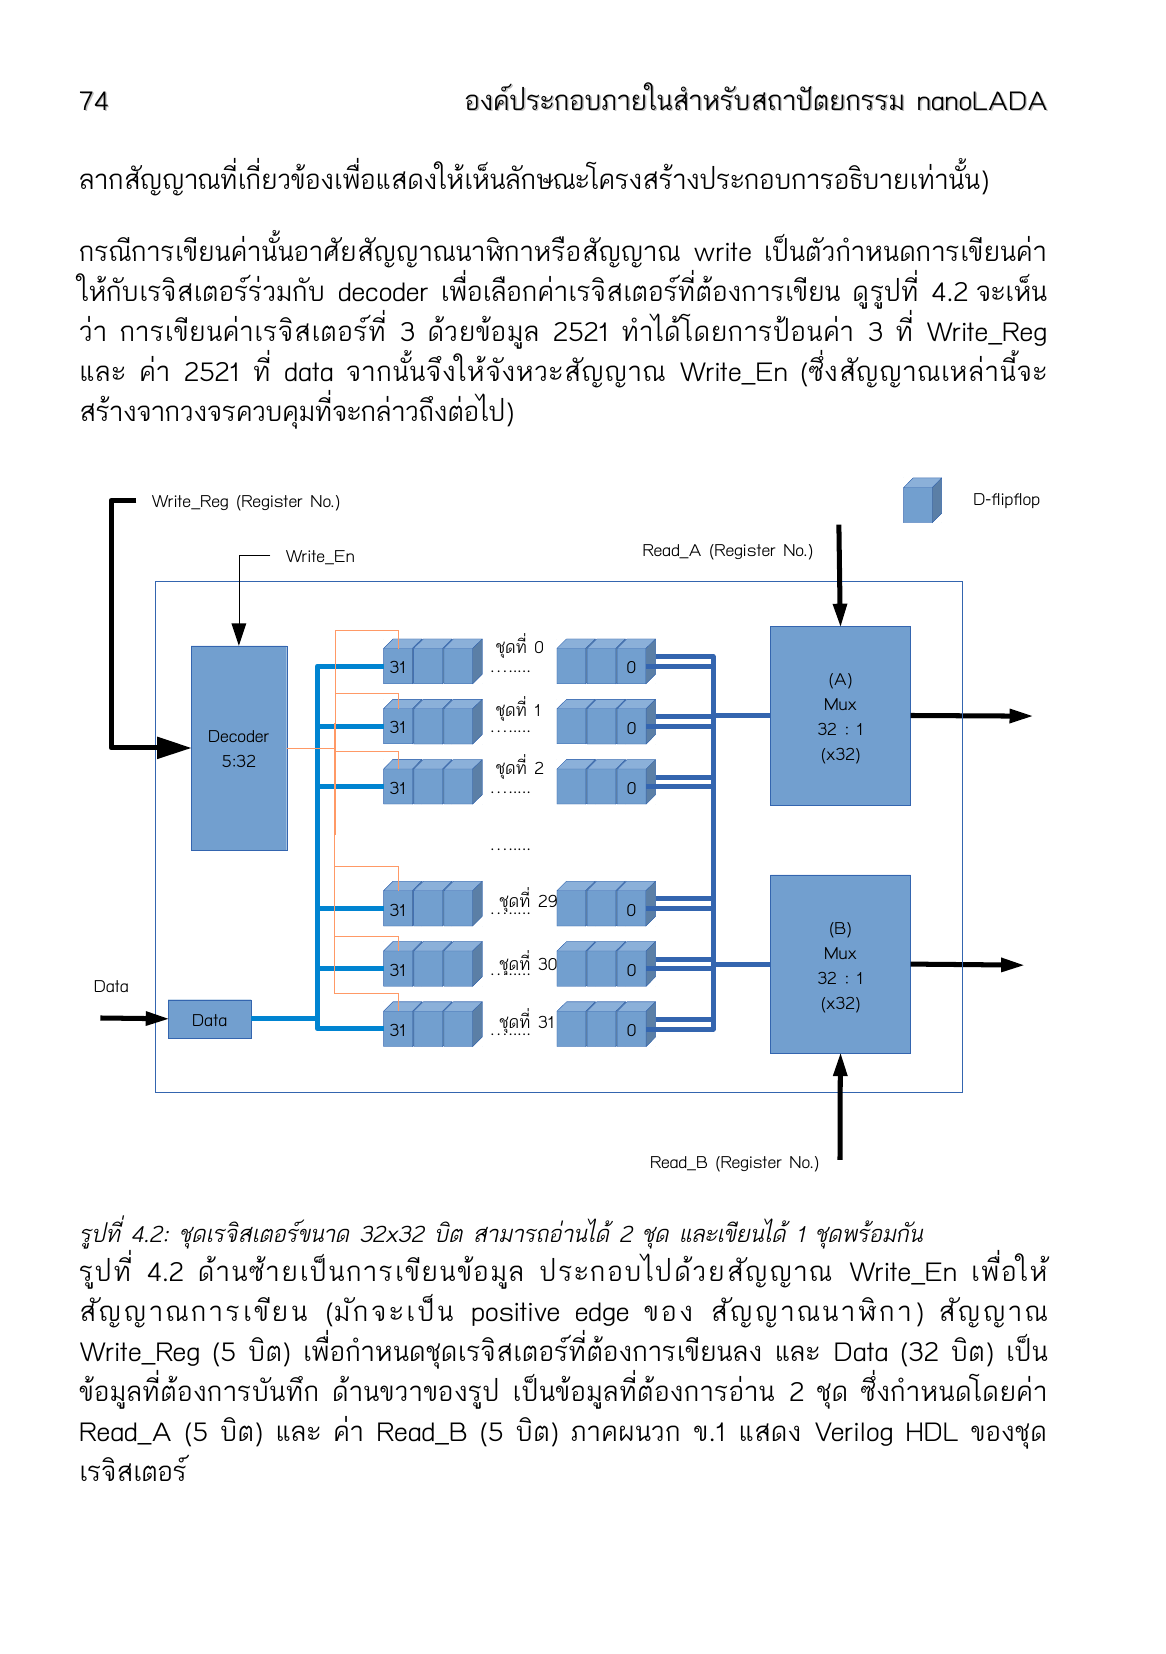 74 องค์ประกอบภายในสำหรับสถาปัตยกรรม nanoLADA
ลากสัญญาณที่เกี่ยวข้องเพื่อแสดงให้เห็นลักษณะโครงสร้างประกอบการอธิบายเท่านั้น)
กรณีการเขียนค่านั้นอาศัยสัญญาณนาฬิกาหรือสัญญาณ write เป็นตัวกำหนดการเขียนค่า
ให้กับเรจิสเตอร์ร่วมกับ decoder เพื่อเลือกค่าเรจิสเตอร์ที่ต้องการเขียน ดูรูปที่ 4.2 จะเห็น
ว่า การเขียนค่าเรจิสเตอร์ที่ 3 ด้วยข้อมูล 2521 ทำได้โดยการป้อนค่า 3 ที่ Write_Reg
และ ค่า 2521 ที่ data จากนั้นจึงให้จังหวะสัญญาณ Write_En (ซึ่งสัญญาณเหล่านี้จะ
สร้างจากวงจรควบคุมที่จะกล่าวถึงต่อไป)
Write_Reg (Register No.)
D-flipflop
Write_En
Read_A (Register No.)
31 ชุดที่ 0 ........ 0
31 ชุดที่ 1 ........ 0
31 ชุดที่ 2 ........ 0
........
31 ชุดที่ 29 ........ 0
31 ชุดที่ 30 ........ 0
31 ชุดที่ 31 ........ 0
Decoder
5:32
(A)
Mux
32 : 1
(x32)
(B)
Mux
32 : 1
(x32)
Data
Data
Read_B (Register No.)
รูปที่ 4.2: ชุดเรจิสเตอร์ขนาด 32x32 บิต สามารถอ่านได้ 2 ชุด และเขียนได้ 1 ชุดพร้อมกัน
รูปที่ 4.2 ด้านซ้ายเป็นการเขียนข้อมูล ประกอบไปด้วยสัญญาณ Write_En เพื่อให้
สัญญาณการเขียน (มักจะเป็น positive edge ของ สัญญาณนาฬิกา) สัญญาณ
Write_Reg (5 บิต) เพื่อกำหนดชุดเรจิสเตอร์ที่ต้องการเขียนลง และ Data (32 บิต) เป็น
ข้อมูลที่ต้องการบันทึก ด้านขวาของรูป เป็นข้อมูลที่ต้องการอ่าน 2 ชุด ซึ่งกำหนดโดยค่า
Read_A (5 บิต) และ ค่า Read_B (5 บิต) ภาคผนวก ข.1 แสดง Verilog HDL ของชุด
เรจิสเตอร์